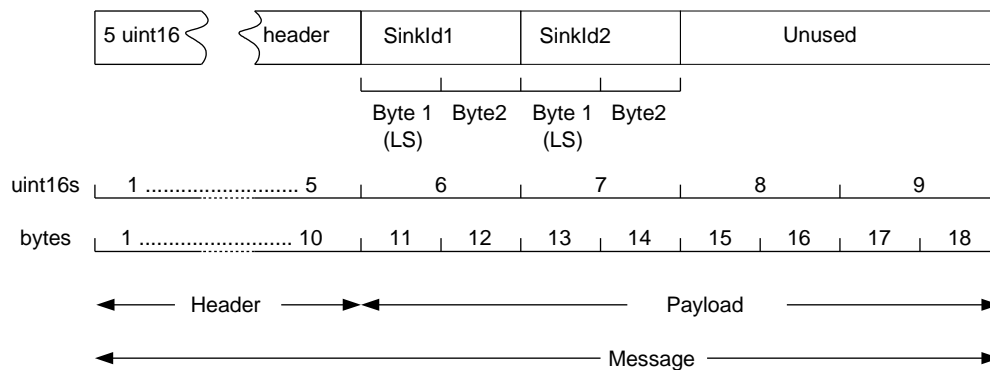 5 uint16 header SinkId1 SinkId2 Unused
Byte 1 Byte2 Byte 1 Byte2
(LS) (LS)
uint16s 1 .......................... 5 6 7 8 9
bytes 1 .......................... 10 11 12 13 14 15 16 17 18
Header Payload
Message